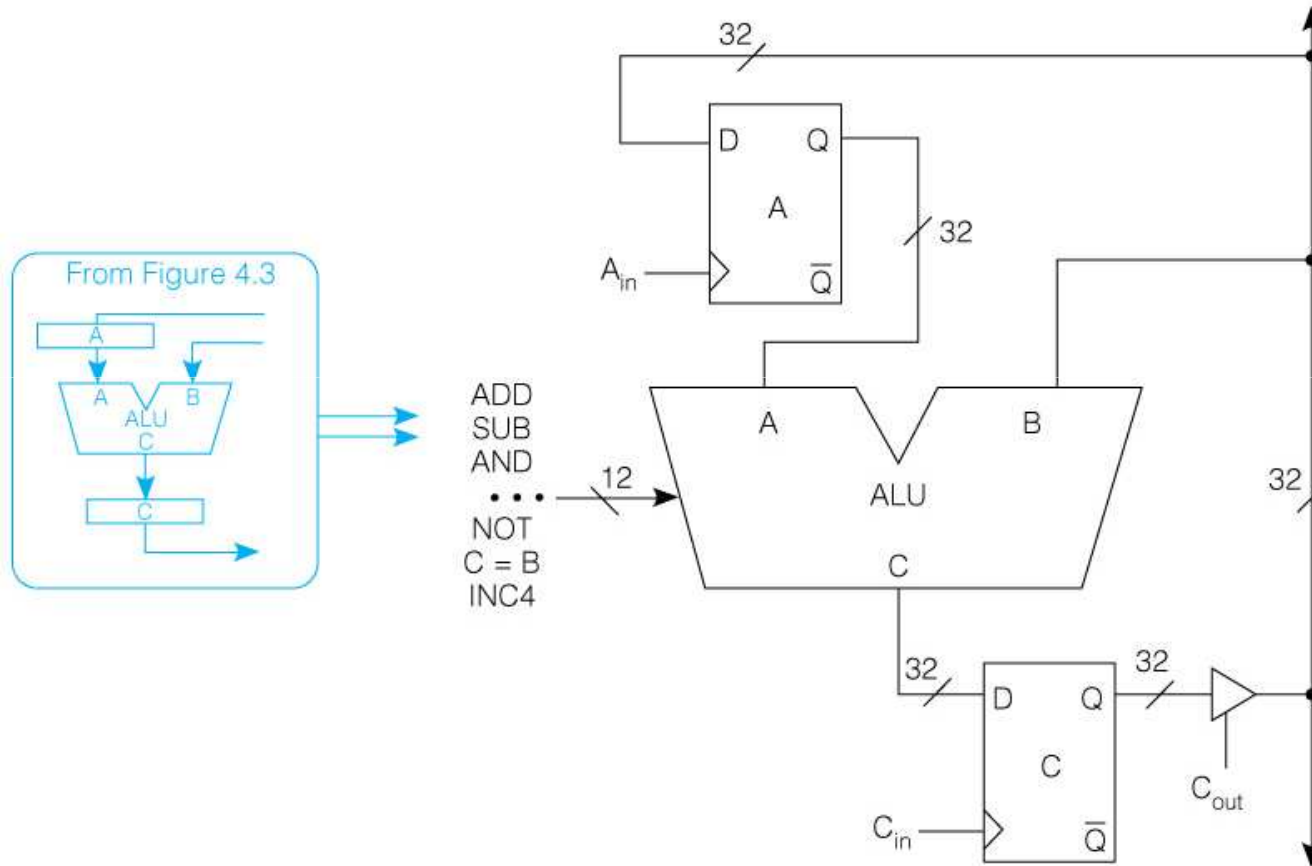 32
D Q
A
32
A_in
Q̅
From Figure 4.3
A
A B
ALU
C
C
ADD
SUB
AND
• • •
NOT
C = B
INC4
12
A B
ALU
C
32
32
D Q
32
C
C_in
Q̅
C_out